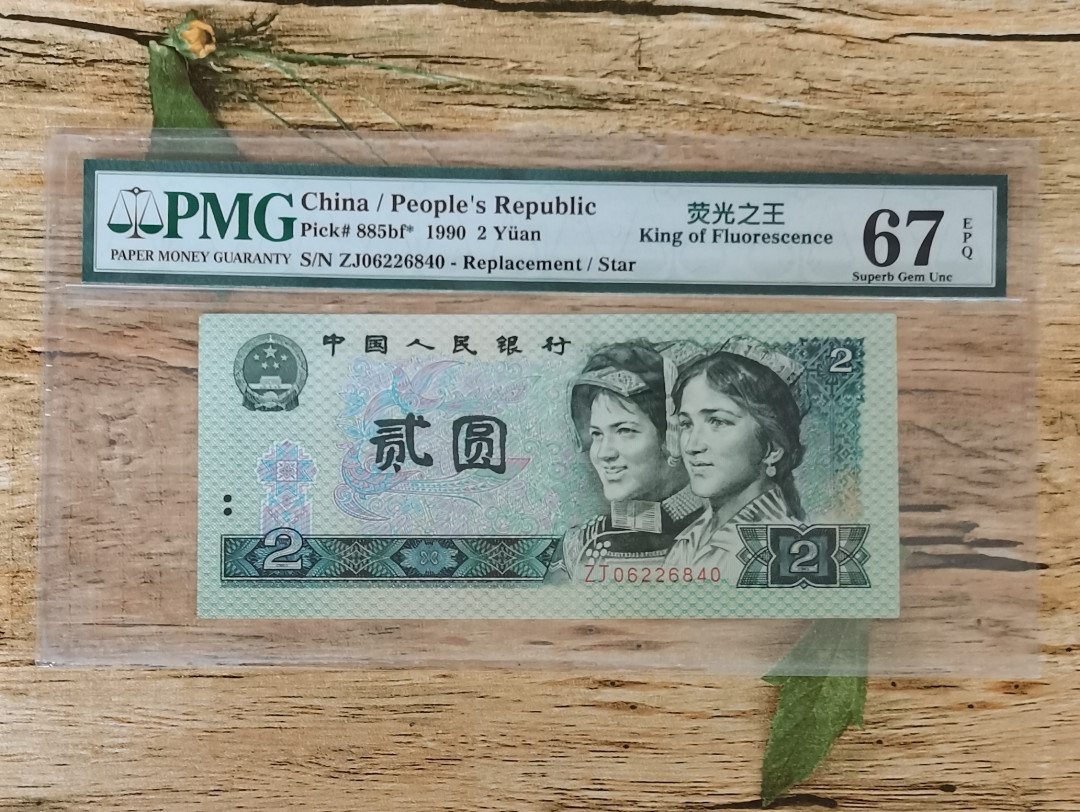 PMG
PAPER MONEY GUARANTY
China / People's Republic
Pick# 885bf* 1990 2 Yüan
S/N ZJ06226840 - Replacement / Star
荧光之王
King of Fluorescence
67
EPQ
Superb Gem Unc
中国人民银行
2
贰圆
2
2
ZJ06226840